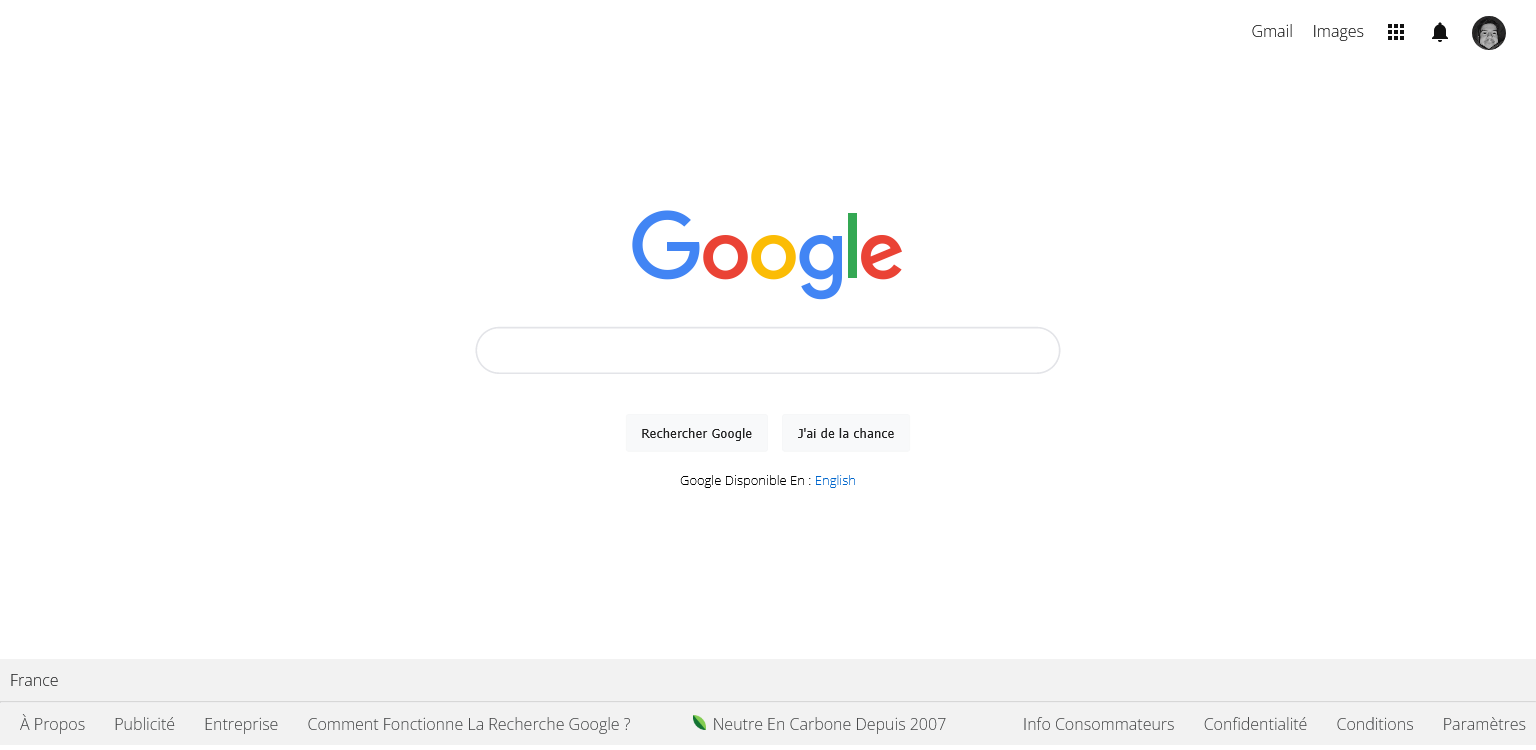 Gmail Images
Google
Rechercher Google J'ai de la chance
Google Disponible En : English
France
À Propos Publicité Entreprise Comment Fonctionne La Recherche Google ? Neutre En Carbone Depuis 2007 Info Consommateurs Confidentialité Conditions Paramètres